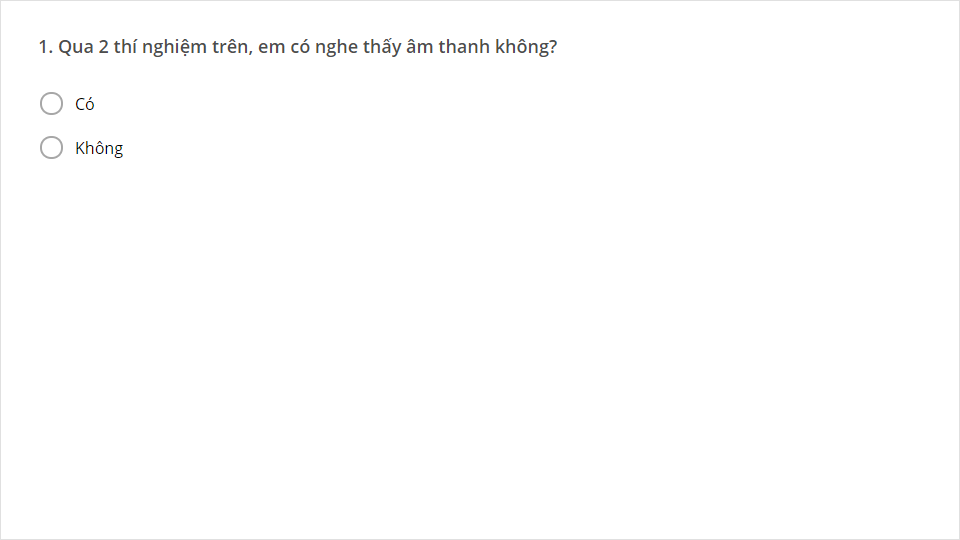 1. Qua 2 thí nghiệm trên, em có nghe thấy âm thanh không?
Có
Không